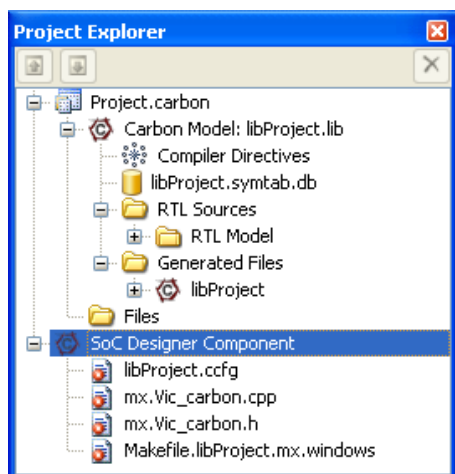 Project Explorer
Project.carbon
Carbon Model: libProject.lib
Compiler Directives
libProject.symtab.db
RTL Sources
RTL Model
Generated Files
libProject
Files
SoC Designer Component
libProject.ccfg
mx.Vic_carbon.cpp
mx.Vic_carbon.h
Makefile.libProject.mx.windows